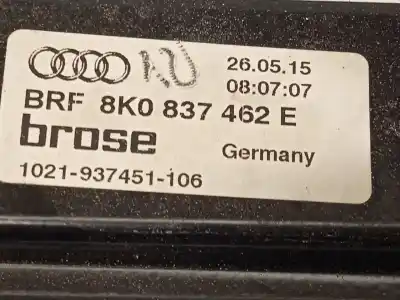 26.05.15
08:07:07
BRF 8K0 837 462 E
brose
Germany
1021-937451-106